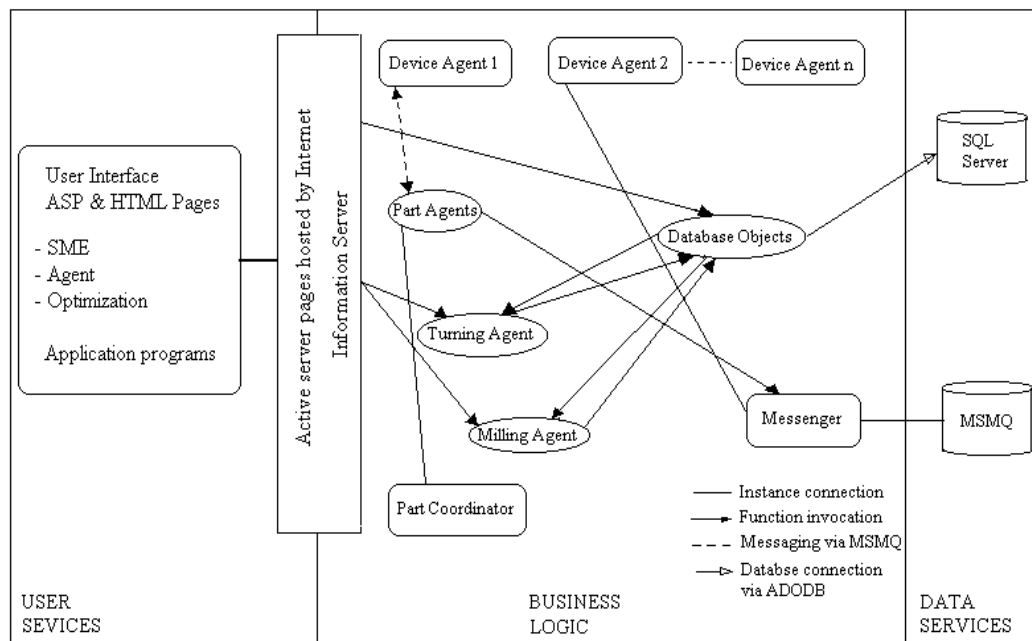 Device Agent 1
Device Agent 2
Device Agent n
SQL
Server
User Interface
ASP & HTML Pages
- SME
- Agent
- Optimization
Application programs
Active server pages hosted by Internet
Information Server
Part Agents
Database Objects
Turning Agent
Milling Agent
Messenger
MSMQ
Part Coordinator
Instance connection
Function invocation
Messaging via MSMQ
Databse connection
via ADODB
USER
SEVICES
BUSINESS
LOGIC
DATA
SERVICES